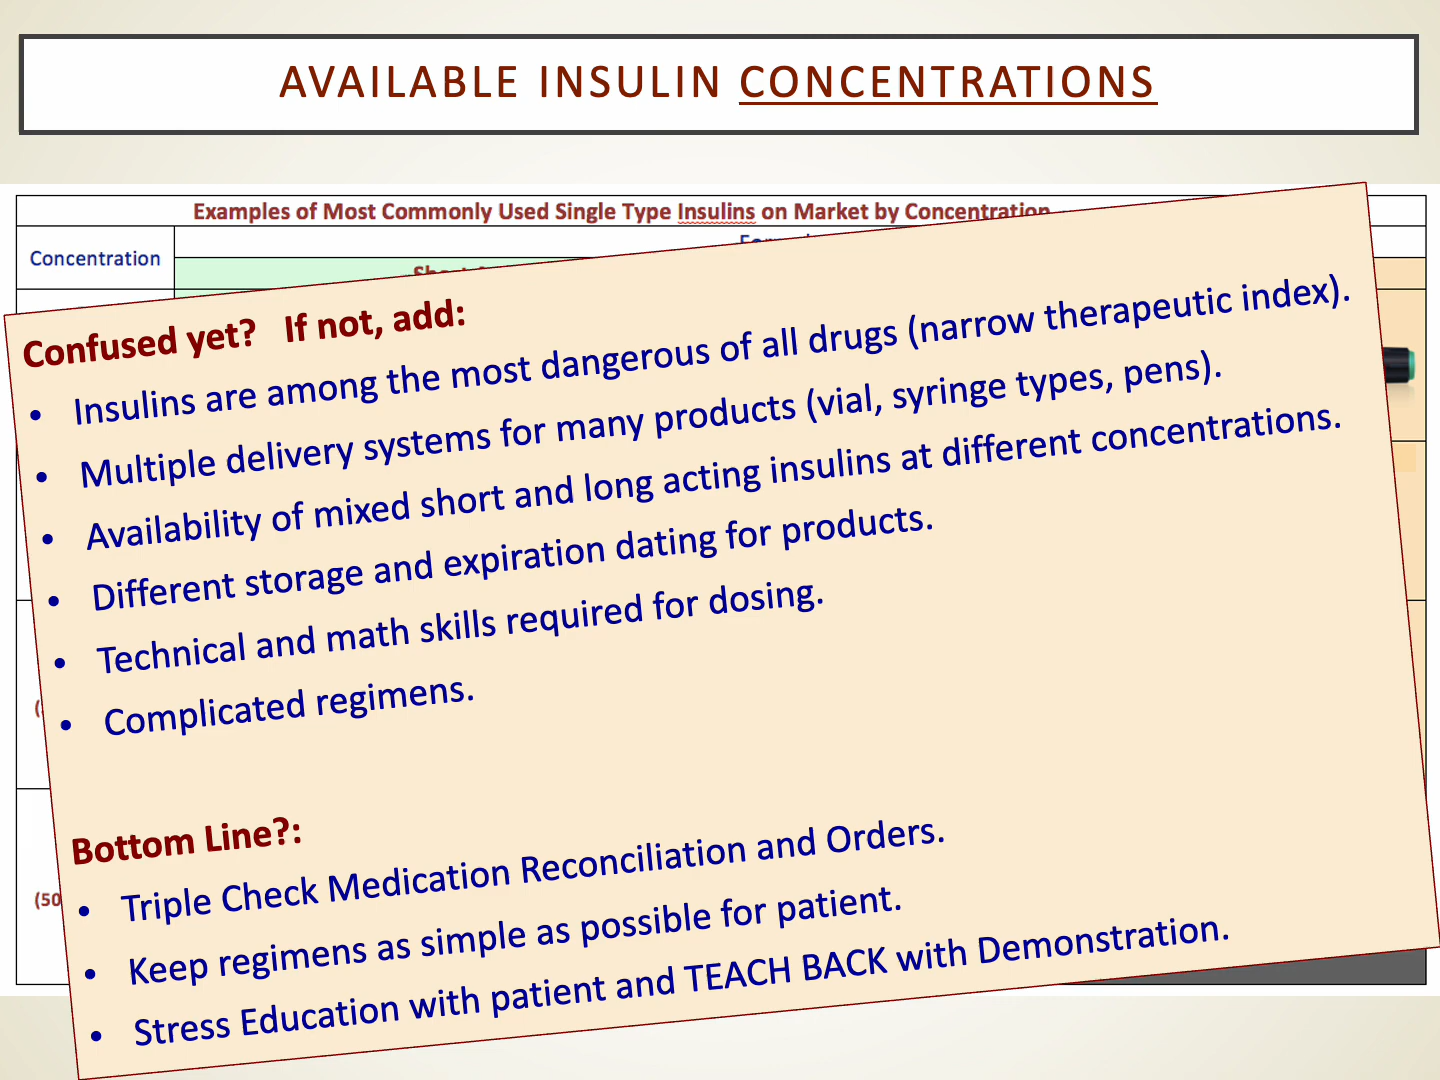 AVAILABLE INSULIN CONCENTRATIONS
Examples of Most Commonly Used Single Type Insulins on Market by Concentration
Concentration
Confused yet? If not, add:
• Insulins are among the most dangerous of all drugs (narrow therapeutic index).
• Multiple delivery systems for many products (vial, syringe types, pens).
• Availability of mixed short and long acting insulins at different concentrations.
• Different storage and expiration dating for products.
• Technical and math skills required for dosing.
• Complicated regimens.
Bottom Line?:
(50
• Triple Check Medication Reconciliation and Orders.
• Keep regimens as simple as possible for patient.
• Stress Education with patient and TEACH BACK with Demonstration.